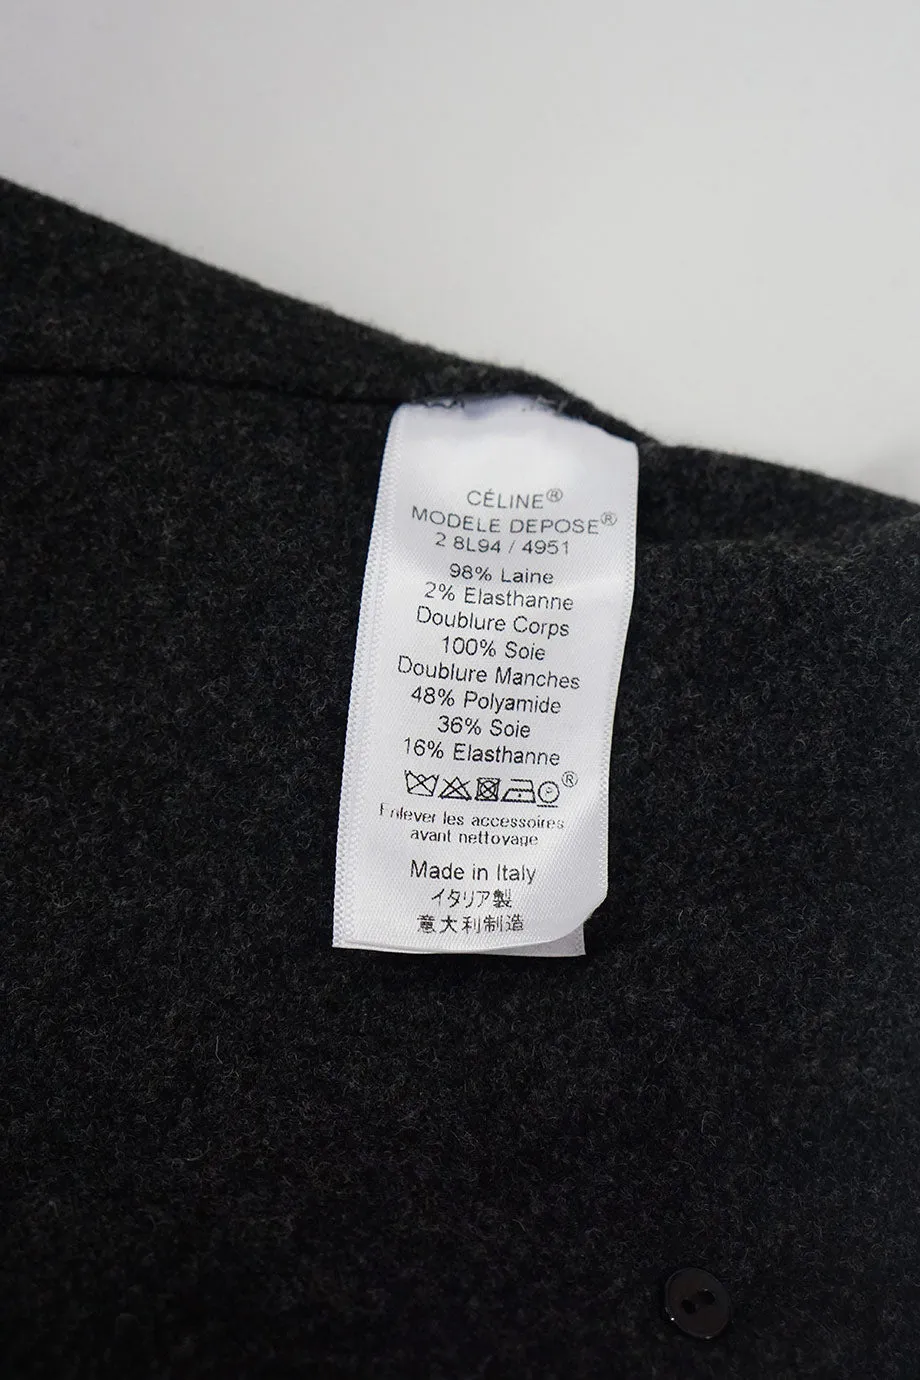 CÉLINE®
MODELE DEPOSE®
2 8L94 / 4951
98% Laine
2% Elasthanne
Doublure Corps
100% Soie
Doublure Manches
48% Polyamide
36% Soie
16% Elasthanne
P ®
Enlever les accessoires
avant nettoyage
Made in Italy
イタリア製
意大利制造